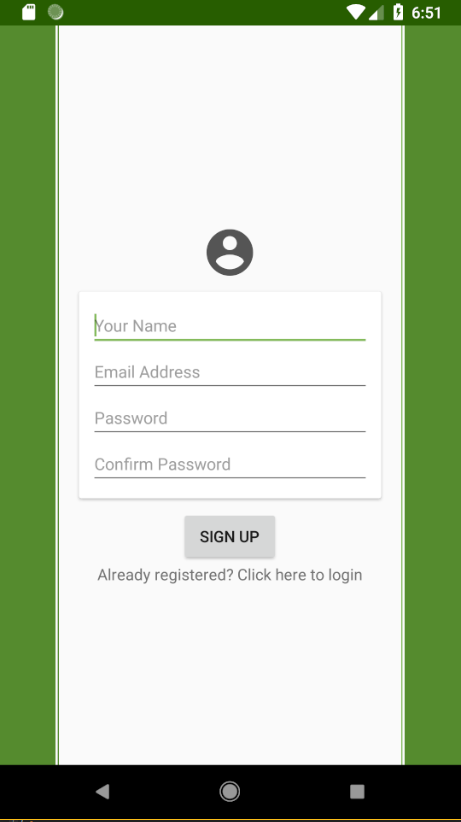 6:51
Your Name
Email Address
Password
Confirm Password
SIGN UP
Already registered? Click here to login